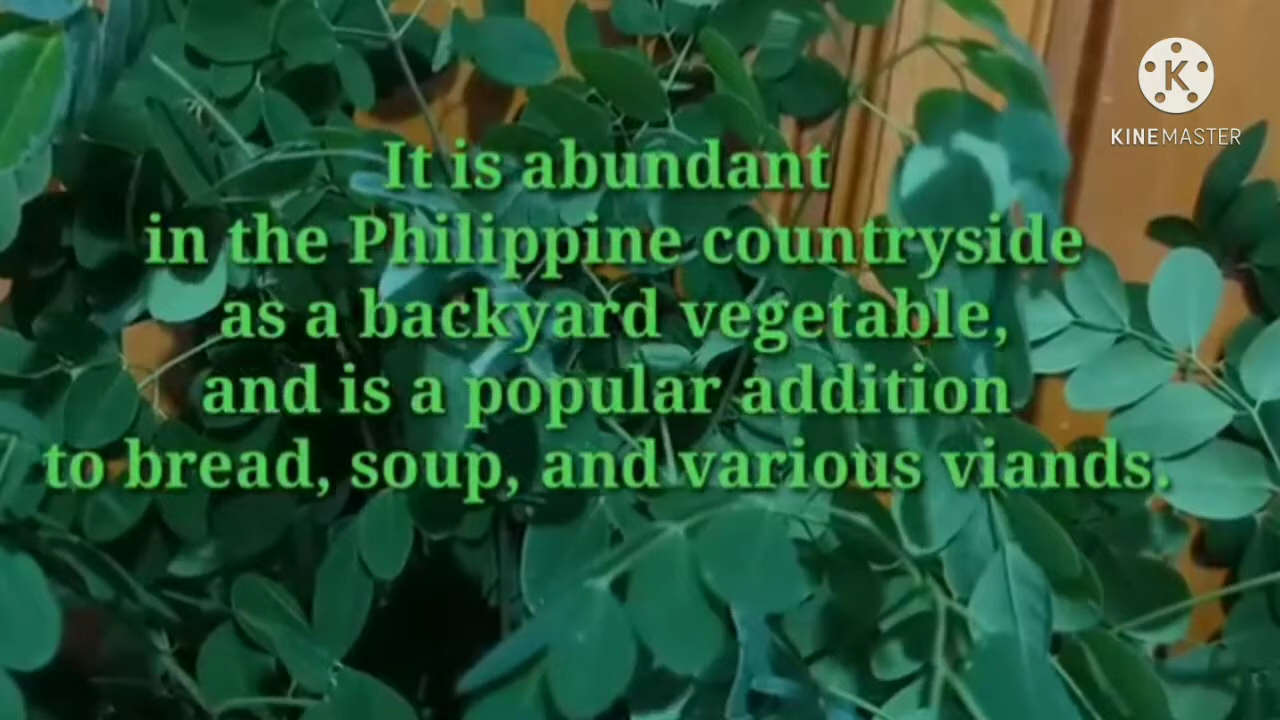 KINEMASTER
It is abundant
in the Philippine countryside
as a backyard vegetable,
and is a popular addition
to bread, soup, and various viands.